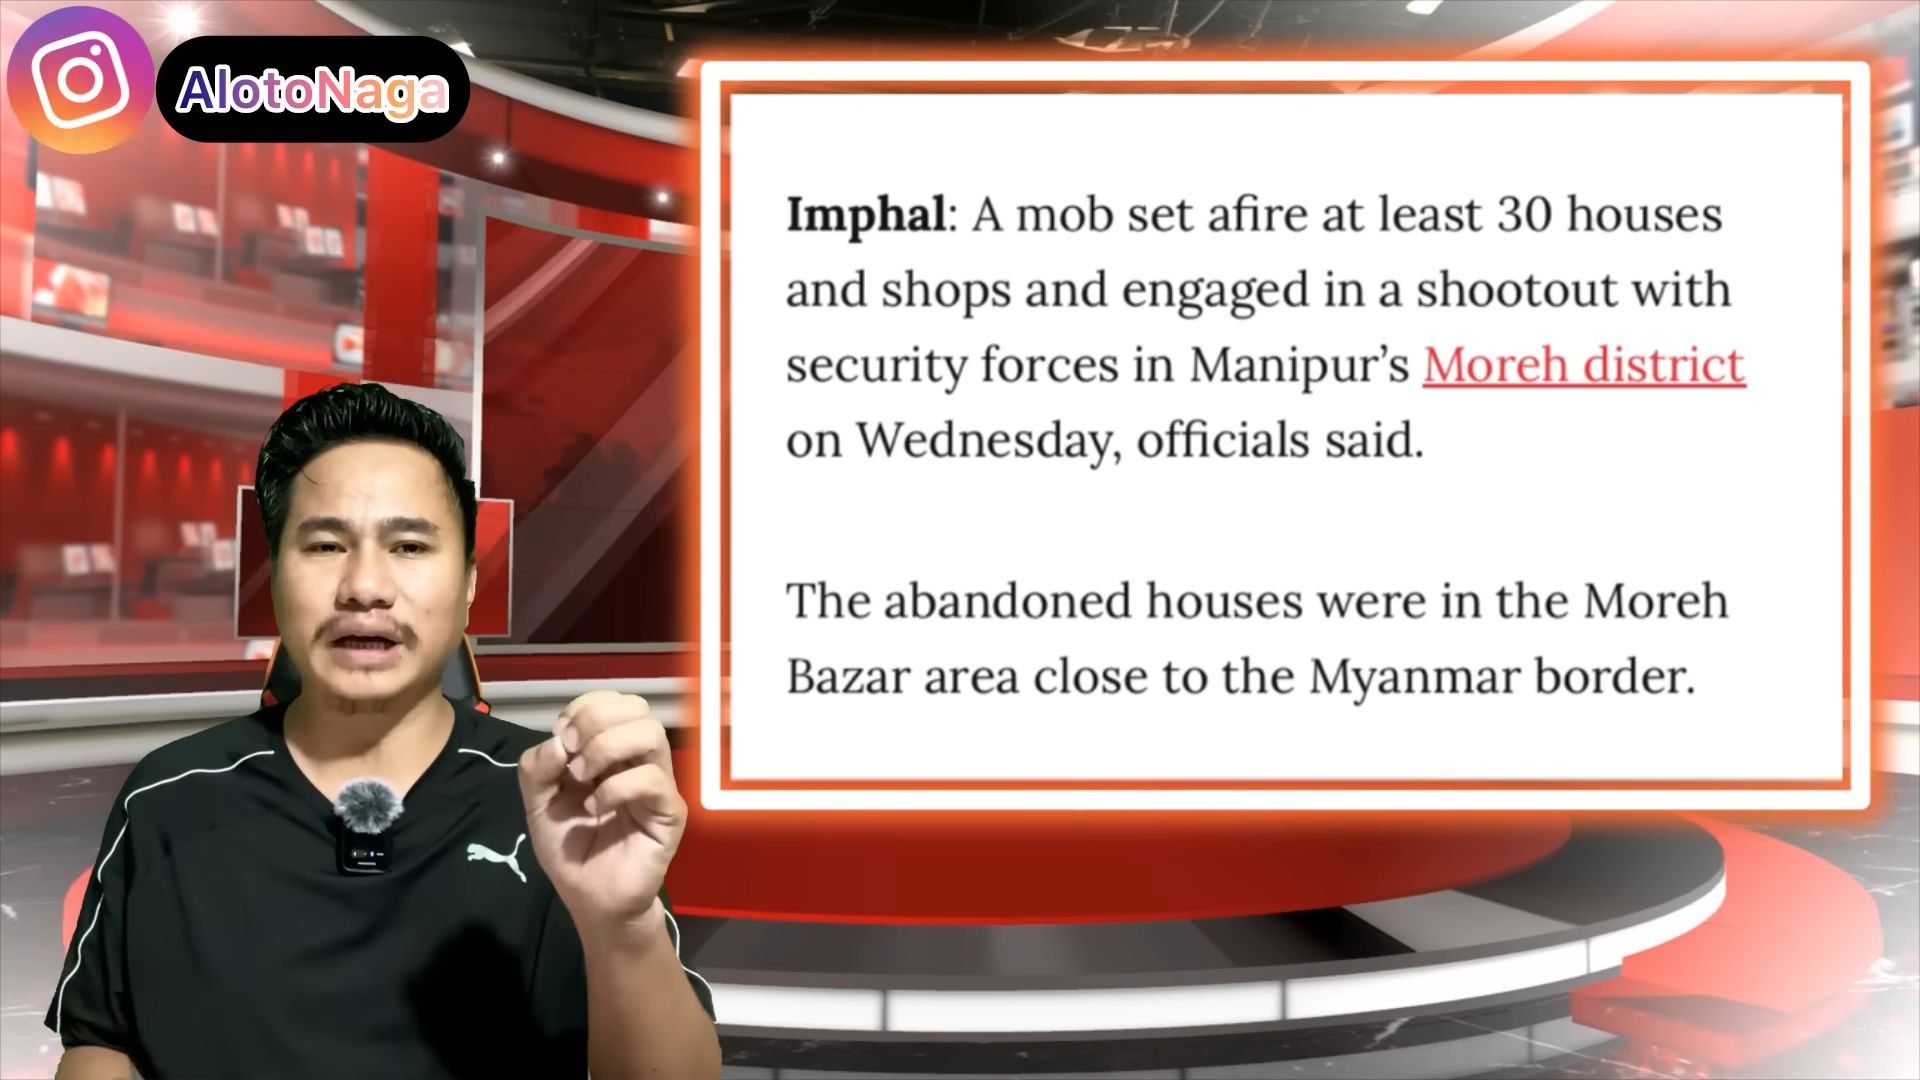 AlotoNaga
Imphal: A mob set afire at least 30 houses
and shops and engaged in a shootout with
security forces in Manipur’s Moreh district
on Wednesday, officials said.
The abandoned houses were in the Moreh
Bazar area close to the Myanmar border.